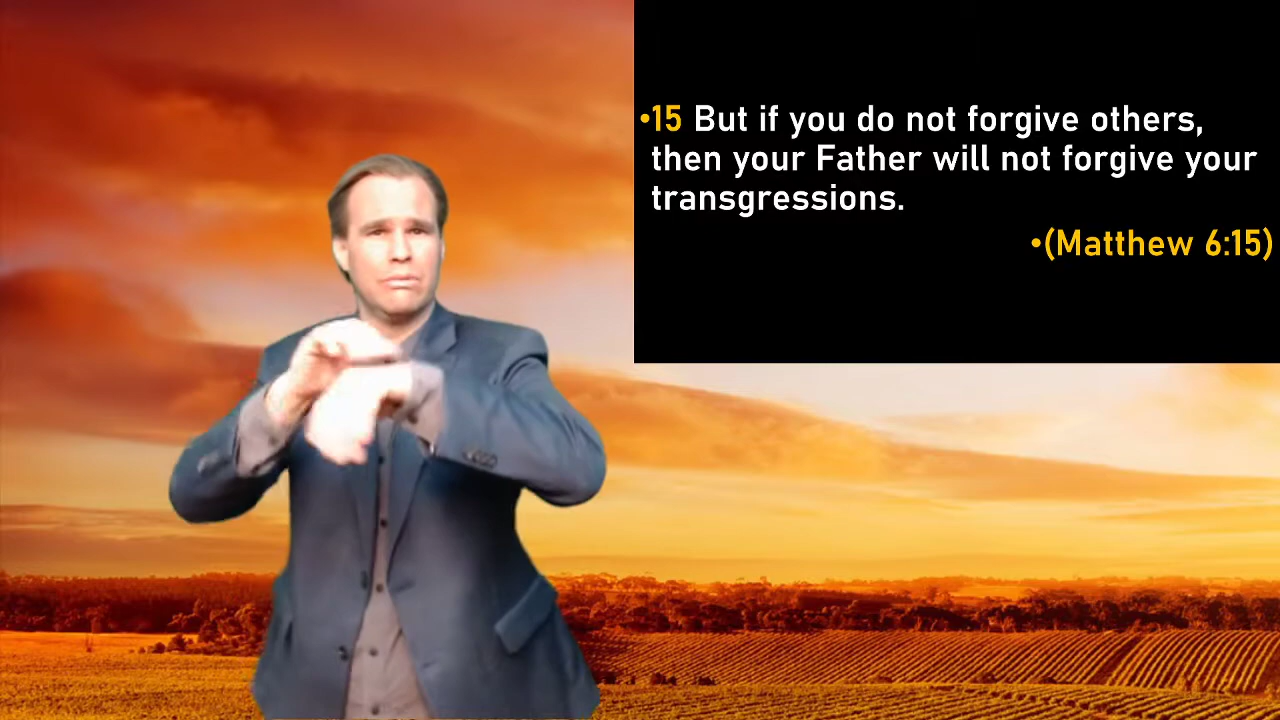 •15 But if you do not forgive others,
then your Father will not forgive your
transgressions.
•(Matthew 6:15)